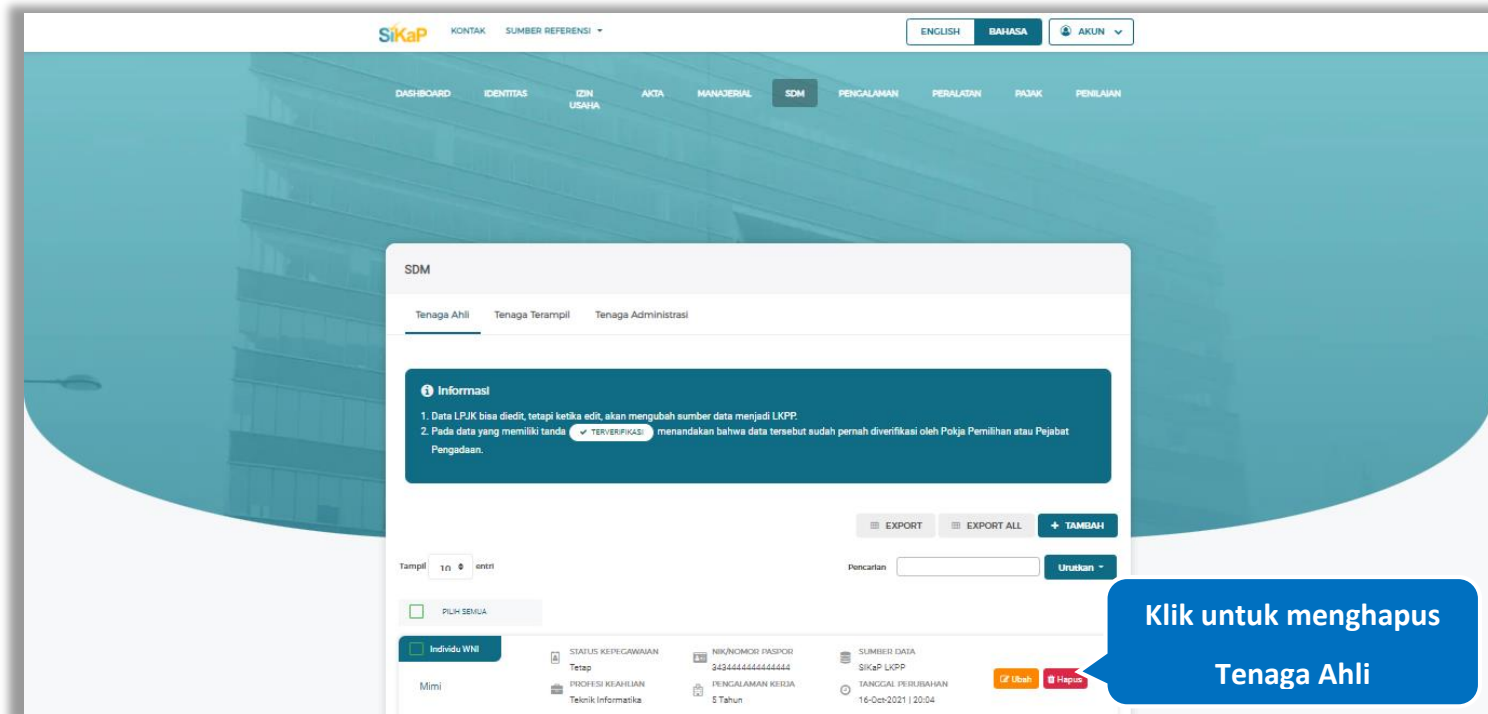 SiKaP KONTAK SUMBER REFERENSI ENGLISH BAHASA AKUN
DASHBOARD IDENTITAS IZIN USAHA AKTA MANAJERIAL SDM PENGALAMAN PERALATAN PAJAK PENILAIAN
SDM
Tenaga Ahli Tenaga Terampil Tenaga Administrasi
Informasi
1. Data LPJK bisa diedit, tetapi ketika edit, akan mengubah sumber data menjadi LKPP.
2. Pada data yang memiliki tanda TERVERIFIKASI menandakan bahwa data tersebut sudah pernah diverifikasi oleh Pokja Pemilihan atau Pejabat
Pengadaan.
EXPORT EXPORT ALL + TAMBAH
Tampil 10 entri Pencarian Urutkan
PILIH SEMUA
Individu WNI
Mimi
STATUS KEPEGAWAIAN
Tetap
PROFESI KEAHLIAN
Teknik Informatika
NIK/NOMOR PASPOR
3434444444444444
PENGALAMAN KERJA
5 Tahun
SUMBER DATA
SIKaP LKPP
TANGGAL PERUBAHAN
16-Oct-2021 | 20:04
Ubah Hapus
Klik untuk menghapus
Tenaga Ahli